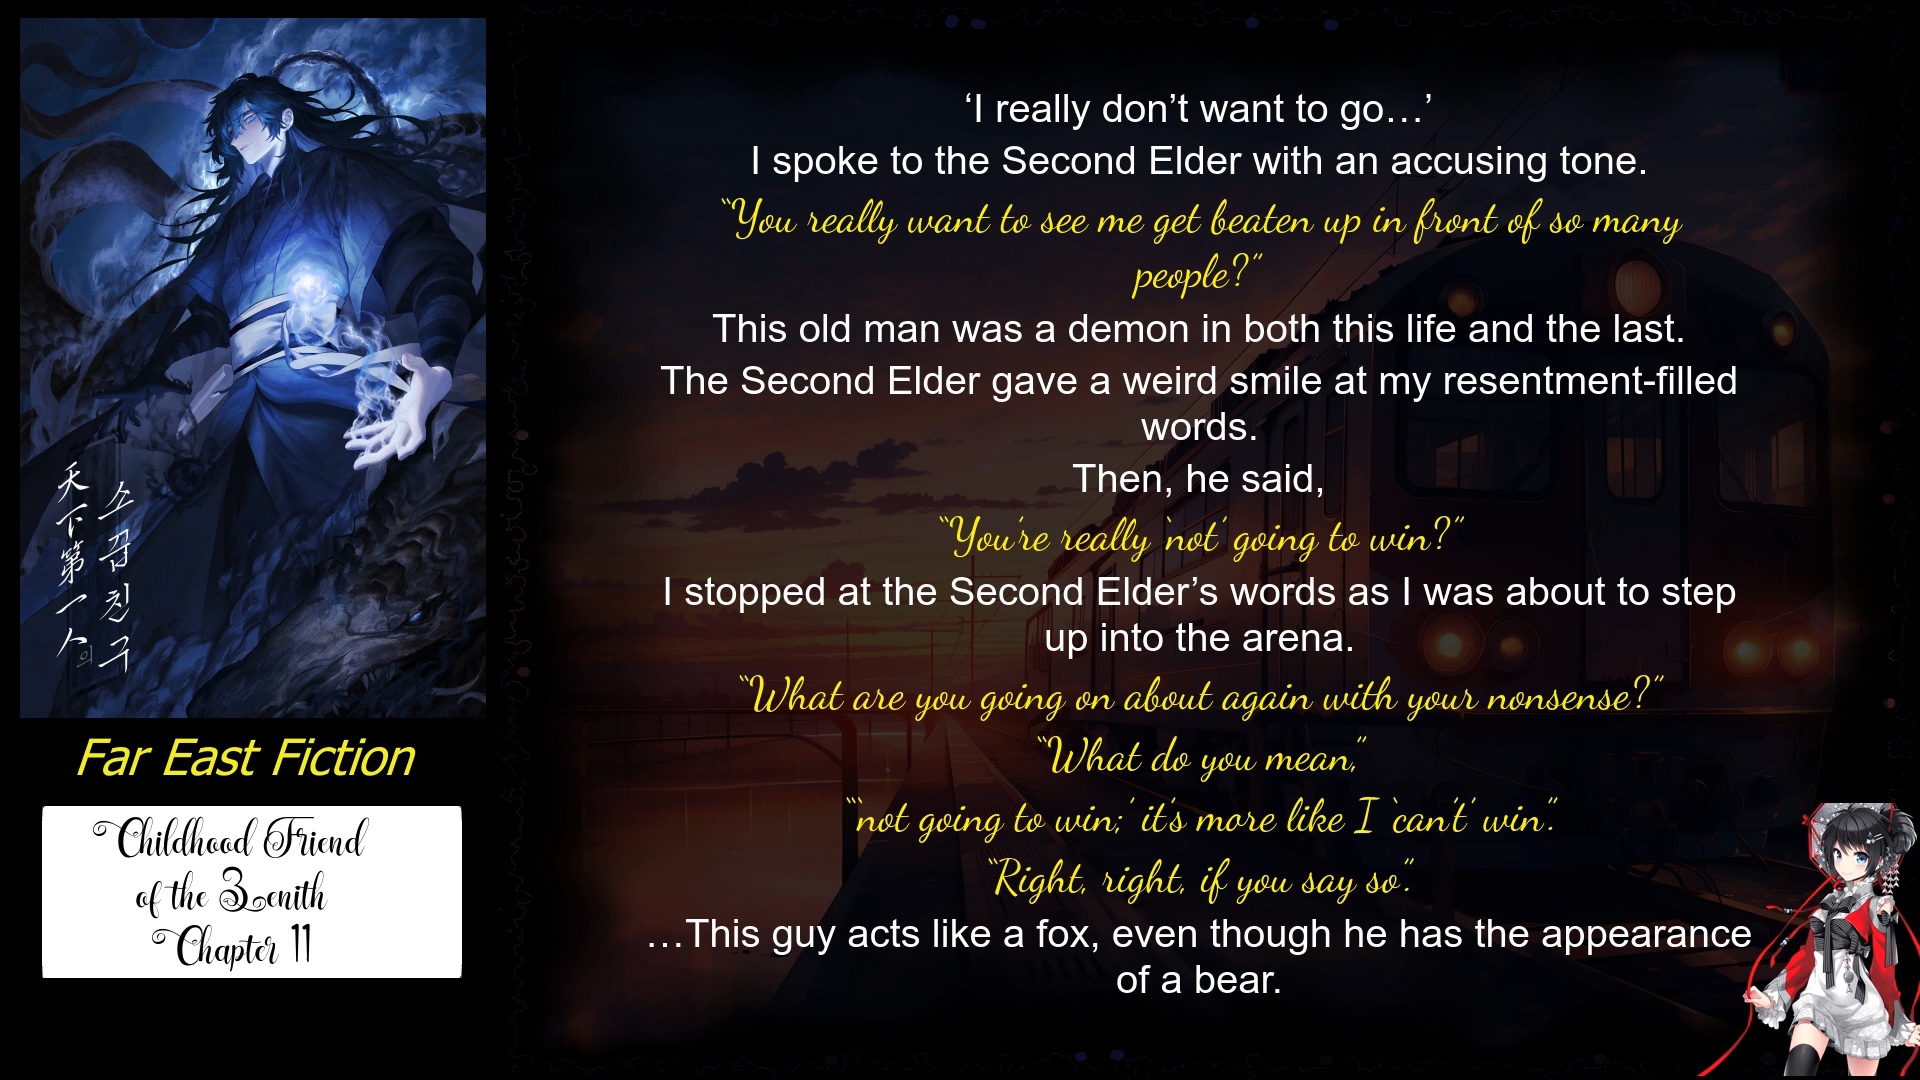 ‘I really don’t want to go…’
I spoke to the Second Elder with an accusing tone.
“You really want to see me get beaten up in front of so many
people?”
This old man was a demon in both this life and the last.
The Second Elder gave a weird smile at my resentment-filled
words.
Then, he said,
“You’re really ‘not’ going to win?”
I stopped at the Second Elder’s words as I was about to step
up into the arena.
“What are you going on about again with your nonsense?”
“What do you mean,”
“‘not going to win;’ it’s more like I ‘can’t’ win”.
“Right, right, if you say so”.
…This guy acts like a fox, even though he has the appearance
of a bear.
天下第一人의
소꿉친구
Far East Fiction
Childhood Friend
of the Zenith
Chapter 11